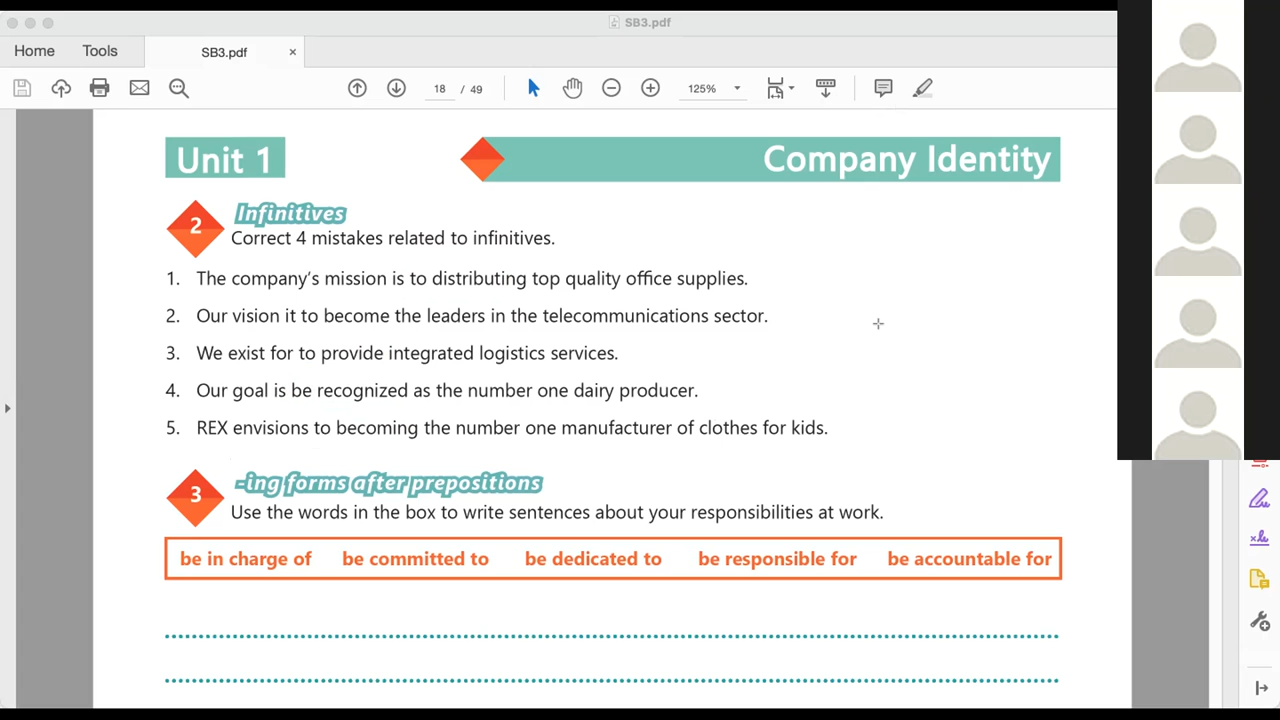 SB3.pdf
Home Tools SB3.pdf ×
18 / 49 125%
Unit 1 Company Identity
2 Infinitives
Correct 4 mistakes related to infinitives.
1. The company's mission is to distributing top quality office supplies.
2. Our vision it to become the leaders in the telecommunications sector.
3. We exist for to provide integrated logistics services.
4. Our goal is be recognized as the number one dairy producer.
5. REX envisions to becoming the number one manufacturer of clothes for kids.
3 -ing forms after prepositions
Use the words in the box to write sentences about your responsibilities at work.
be in charge of be committed to be dedicated to be responsible for be accountable for